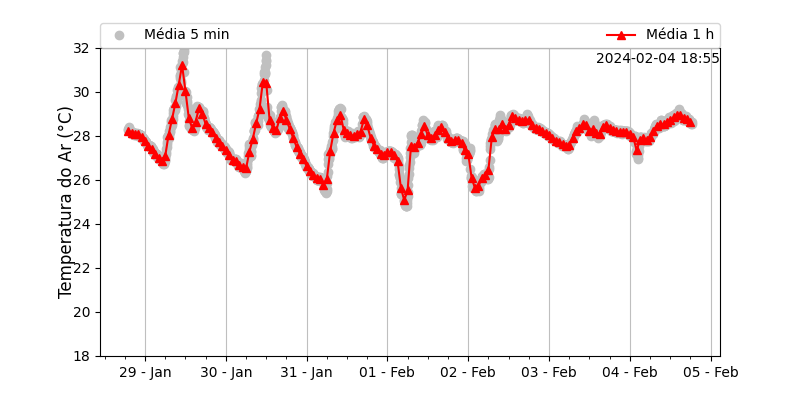 Média 5 min
Média 1 h
2024-02-04 18:55
Temperatura do Ar (°C)
32
30
28
26
24
22
20
18
29 - Jan
30 - Jan
31 - Jan
01 - Feb
02 - Feb
03 - Feb
04 - Feb
05 - Feb